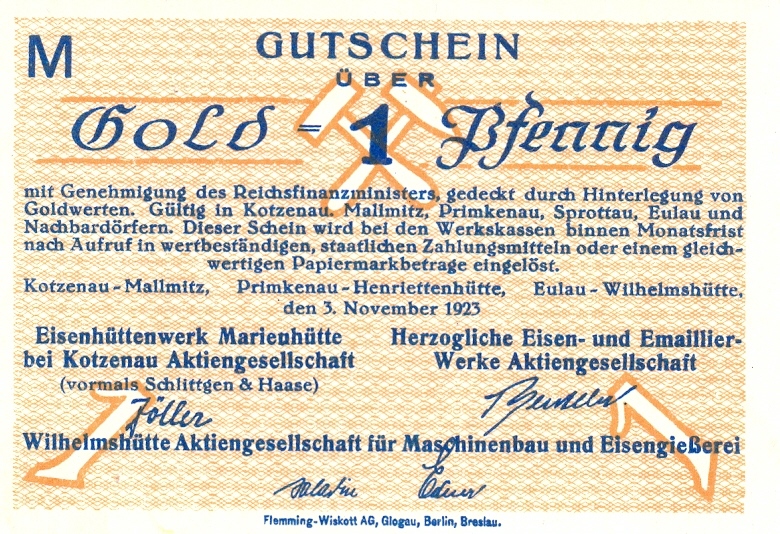 M
GUTSCHEIN
ÜBER
Gold = 1 Pfennig
mit Genehmigung des Reichsfinanzministers, gedeckt durch Hinterlegung von
Goldwerten. Gültig in Kotzenau. Mallmitz, Primkenau, Sprottau, Eulau und
Nachbardörfern. Dieser Schein wird bei den Werkskassen binnen Monatsfrist
nach Aufruf in wertbeständigen, staatlichen Zahlungsmitteln oder einem gleich-
wertigen Papiermarkbetrage eingelöst.
Kotzenau-Mallmitz, Primkenau-Henriettenhütte, Eulau-Wilhelmshütte,
den 3. November 1923
Eisenhüttenwerk Marienhütte
bei Kotzenau Aktiengesellschaft
(vormals Schlittgen & Haase)
Herzogliche Eisen- und Emaillier-
Werke Aktiengesellschaft
Wilhelmshütte Aktiengesellschaft für Maschinenbau und Eisengießerei
1 1
Flemming-Wiskott AG, Glogau, Berlin, Breslau.